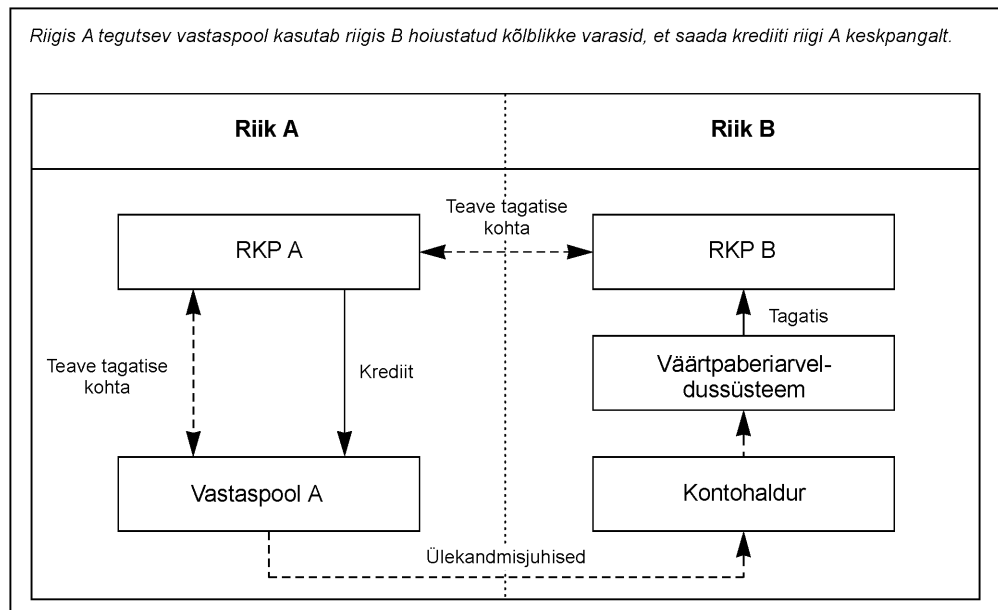 Riigis A tegutsev vastaspool kasutab riigis B hoiustatud kõlblikke varasid, et saada krediiti riigi A keskpangalt.
Riik A
Riik B
Teave tagatise
kohta
RKP A
RKP B
Tagatis
Teave tagatise
kohta
Krediit
Väärtpaberiarvel-
dussüsteem
Vastaspool A
Kontohaldur
Ülekandmisjuhised